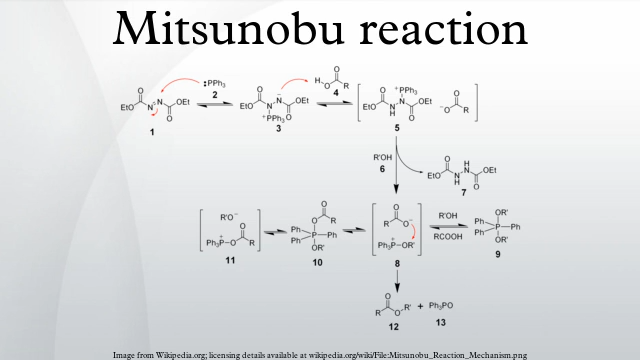 Mitsunobu reaction
EtO N N OEt O O
1
:PPh₃
2
EtO N N⁻ OEt O O ⁺PPh₃
3
H O O R
4
⁺PPh₃ EtO N H N OEt O O ⁻O O R
5
R'OH
6
EtO N H N H OEt O O
7
R'O⁻
Ph₃P⁺ O O R
11
O R O Ph Ph P Ph OR'
10
O R O⁻
Ph₃P⁺ OR'
8
R'OH
RCOOH
OR' Ph Ph P Ph OR'
9
O R O R' + Ph₃PO
12 13
Image from Wikipedia.org; licensing details available at wikipedia.org/wiki/File:Mitsunobu_Reaction_Mechanism.png